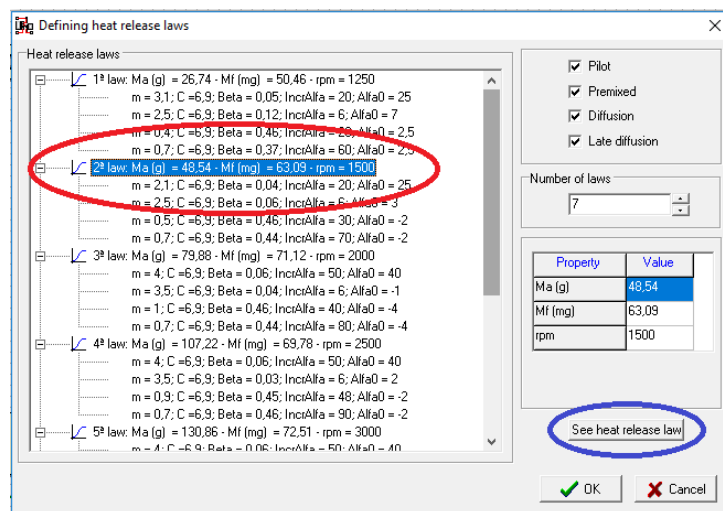 Defining heat release laws
Heat release laws
1ª law: Ma (g) = 26,74 - Mf (mg) = 50,46 - rpm = 1250
m = 3,1; C =6,9; Beta = 0,05; IncrAlfa = 20; Alfa0 = 25
m = 2,5; C =6,9; Beta = 0,12; IncrAlfa = 6; Alfa0 = 7
m = 0,4; C =6,9; Beta = 0,46; IncrAlfa = 28; Alfa0 = 2,5
m = 0,7; C =6,9; Beta = 0,37; IncrAlfa = 60; Alfa0 = 2,5
2ª law: Ma (g) = 48,54 - Mf (mg) = 63,09 - rpm = 1500
m = 2,1; C =6,9; Beta = 0,04; IncrAlfa = 20; Alfa0 = 25
m = 2,5; C =6,9; Beta = 0,06; IncrAlfa = 6; Alfa0 = 3
m = 0,5; C =6,9; Beta = 0,46; IncrAlfa = 30; Alfa0 = -2
m = 0,7; C =6,9; Beta = 0,44; IncrAlfa = 70; Alfa0 = -2
3ª law: Ma (g) = 79,88 - Mf (mg) = 71,12 - rpm = 2000
m = 4; C =6,9; Beta = 0,06; IncrAlfa = 50; Alfa0 = 40
m = 3,5; C =6,9; Beta = 0,04; IncrAlfa = 6; Alfa0 = -1
m = 1; C =6,9; Beta = 0,46; IncrAlfa = 40; Alfa0 = -4
m = 0,7; C =6,9; Beta = 0,44; IncrAlfa = 80; Alfa0 = -4
4ª law: Ma (g) = 107,22 - Mf (mg) = 69,78 - rpm = 2500
m = 4; C =6,9; Beta = 0,06; IncrAlfa = 50; Alfa0 = 40
m = 3,5; C =6,9; Beta = 0,03; IncrAlfa = 6; Alfa0 = 2
m = 0,9; C =6,9; Beta = 0,45; IncrAlfa = 48; Alfa0 = -2
m = 0,7; C =6,9; Beta = 0,46; IncrAlfa = 90; Alfa0 = -2
5ª law: Ma (g) = 130,86 - Mf (mg) = 72,51 - rpm = 3000
m = 4; C =6,9; Beta = 0,06; IncrAlfa = 50; Alfa0 = 40
Pilot
Premixed
Diffusion
Late diffusion
Number of laws
7
Property Value
Ma (g) 48,54
Mf (mg) 63,09
rpm 1500
See heat release law
OK Cancel